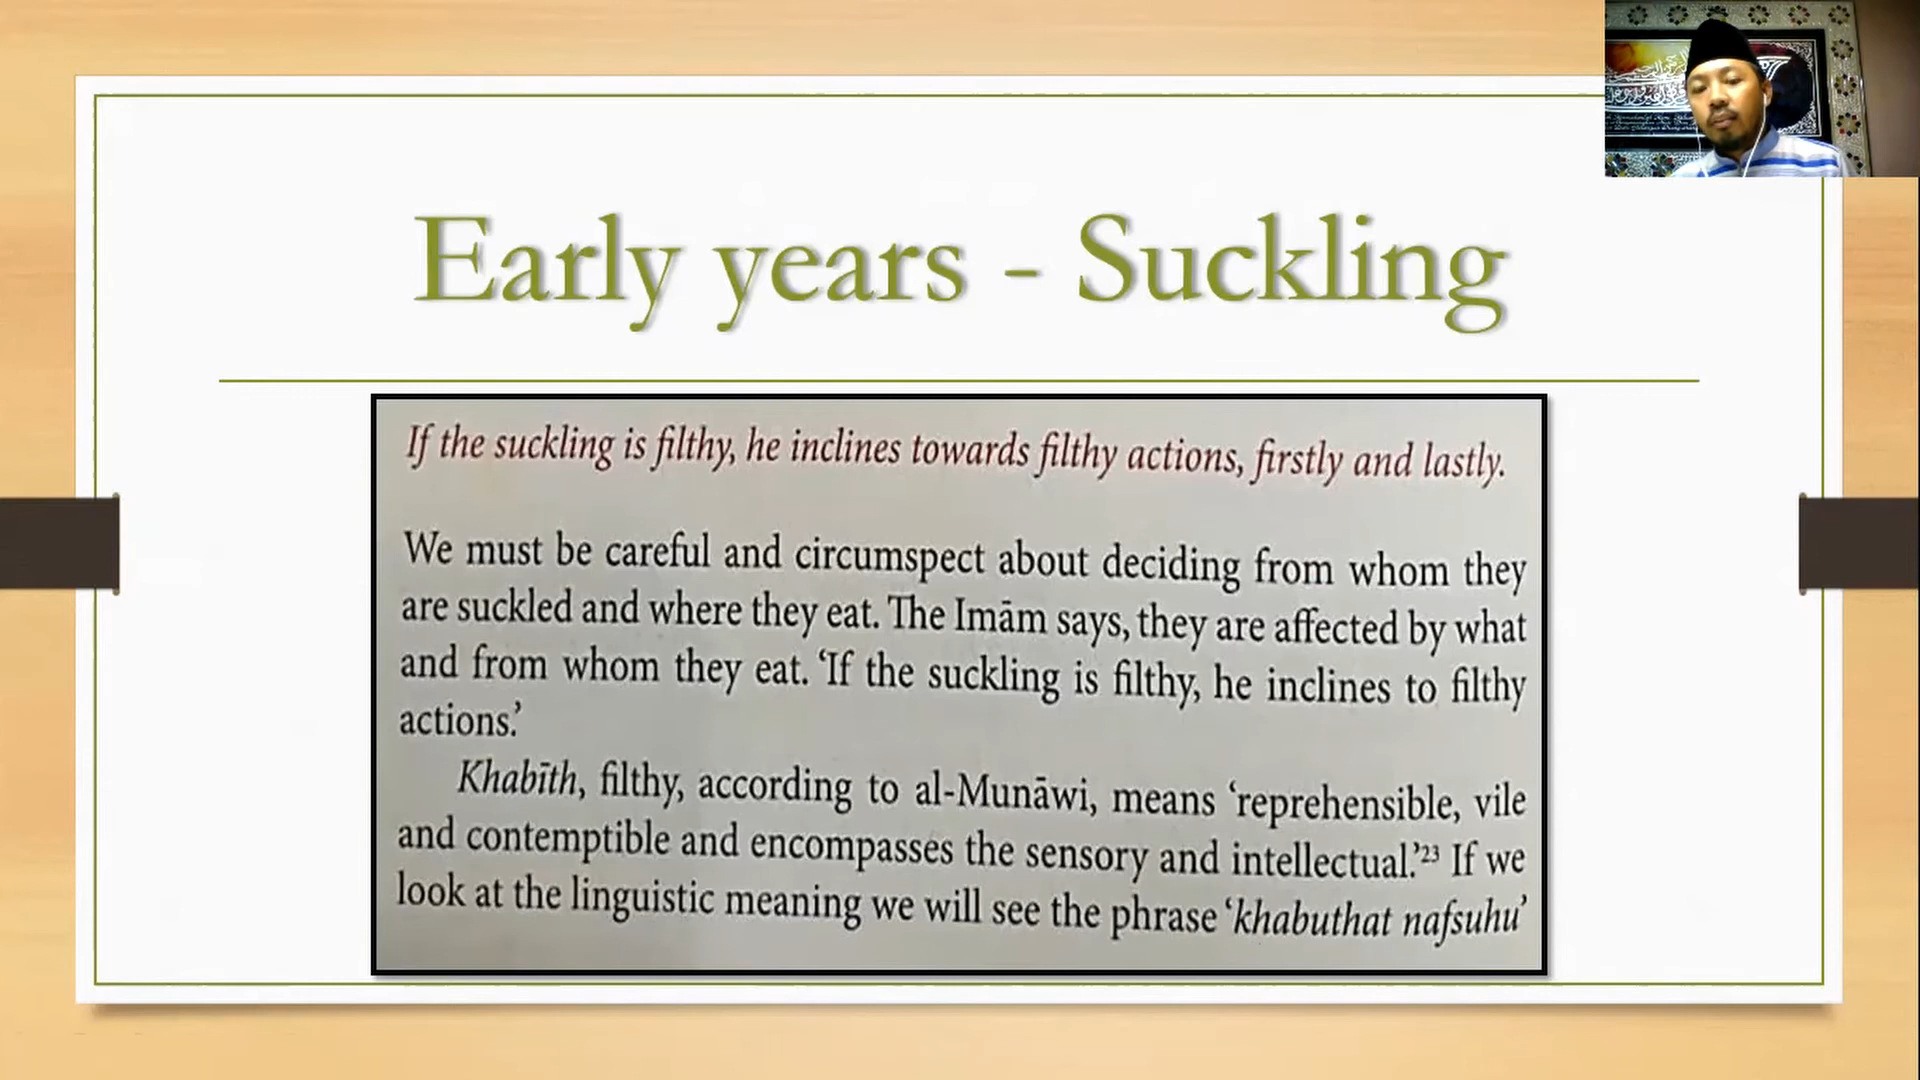 Early years - Suckling
If the suckling is filthy, he inclines towards filthy actions, firstly and lastly.
We must be careful and circumspect about deciding from whom they
are suckled and where they eat. The Imām says, they are affected by what
and from whom they eat. ‘If the suckling is filthy, he inclines to filthy
actions.’
Khabīth, filthy, according to al-Munāwi, means ‘reprehensible, vile
and contemptible and encompasses the sensory and intellectual.’23 If we
look at the linguistic meaning we will see the phrase ‘khabuthat nafsuhu’